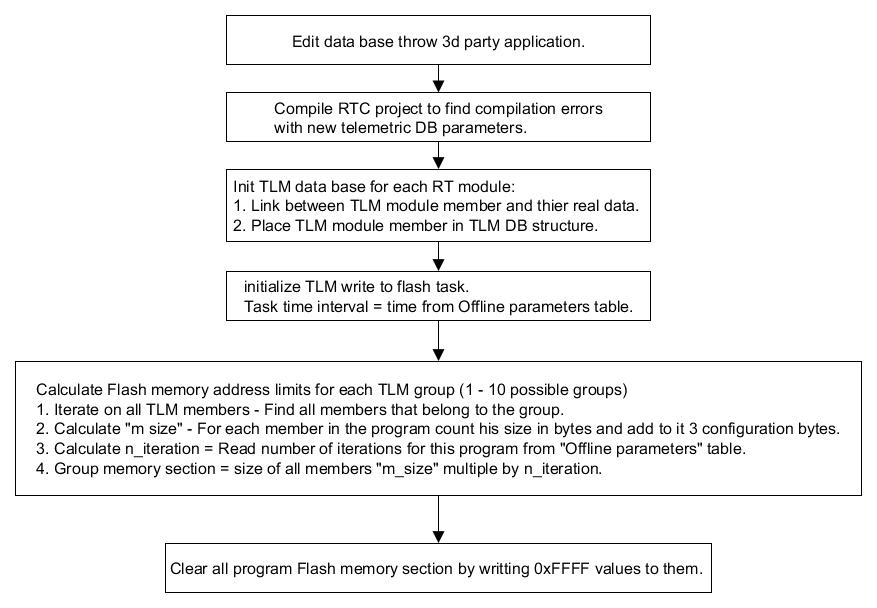 Edit data base throw 3d party application.
Compile RTC project to find compilation errors
with new telemetric DB parameters.
Init TLM data base for each RT module:
1. Link between TLM module member and thier real data.
2. Place TLM module member in TLM DB structure.
initialize TLM write to flash task.
Task time interval = time from Offline parameters table.
Calculate Flash memory address limits for each TLM group (1 - 10 possible groups)
1. Iterate on all TLM members - Find all members that belong to the group.
2. Calculate "m size" - For each member in the program count his size in bytes and add to it 3 configuration bytes.
3. Calculate n_iteration = Read number of iterations for this program from "Offline parameters" table.
4. Group memory section = size of all members "m_size" multiple by n_iteration.
Clear all program Flash memory section by writting 0xFFFF values to them.